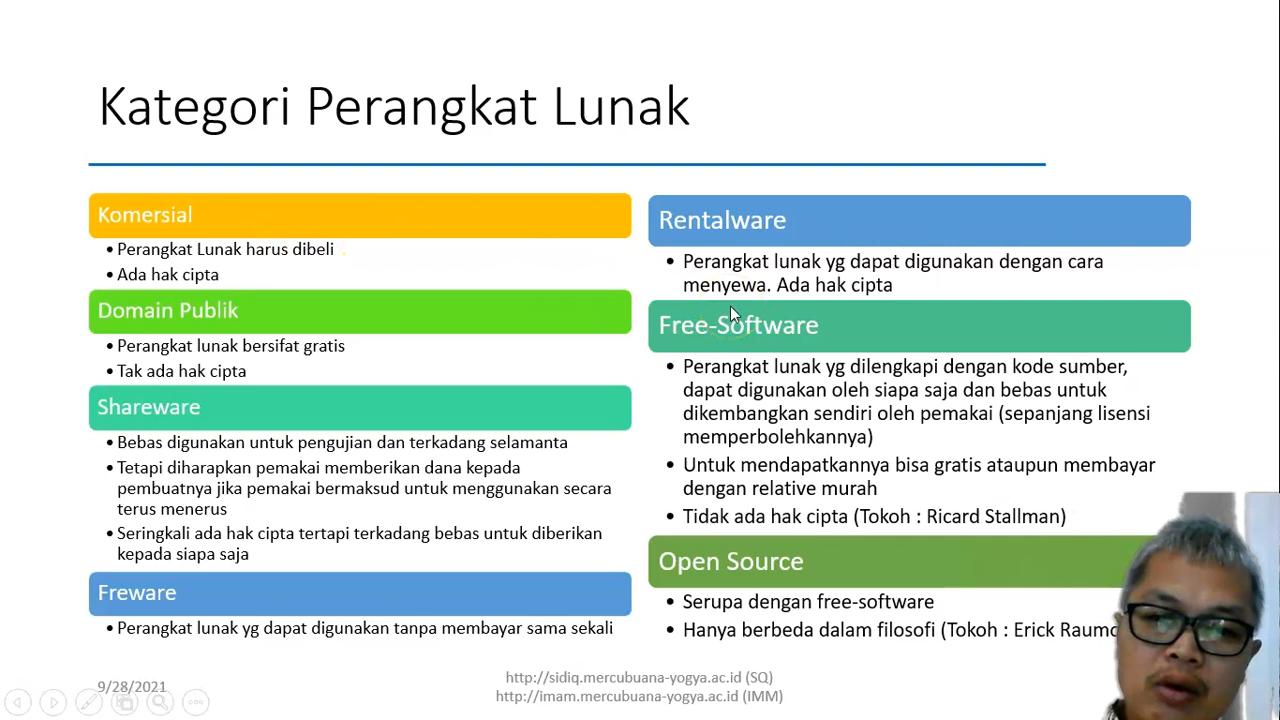 Kategori Perangkat Lunak
Komersial
• Perangkat Lunak harus dibeli
• Ada hak cipta
Domain Publik
• Perangkat lunak bersifat gratis
• Tak ada hak cipta
Shareware
• Bebas digunakan untuk pengujian dan terkadang selamanta
• Tetapi diharapkan pemakai memberikan dana kepada
pembuatnya jika pemakai bermaksud untuk menggunakan secara
terus menerus
• Seringkali ada hak cipta tertapi terkadang bebas untuk diberikan
kepada siapa saja
Freware
• Perangkat lunak yg dapat digunakan tanpa membayar sama sekali
Rentalware
• Perangkat lunak yg dapat digunakan dengan cara
menyewa. Ada hak cipta
Free-Software
• Perangkat lunak yg dilengkapi dengan kode sumber,
dapat digunakan oleh siapa saja dan bebas untuk
dikembangkan sendiri oleh pemakai (sepanjang lisensi
memperbolehkannya)
• Untuk mendapatkannya bisa gratis ataupun membayar
dengan relative murah
• Tidak ada hak cipta (Tokoh : Ricard Stallman)
Open Source
• Serupa dengan free-software
• Hanya berbeda dalam filosofi (Tokoh : Erick
9/28/2021
http://sidiq.mercubuana-yogya.ac.id (SQ)
http://imam.mercubuana-yogya.ac.id (IMM)